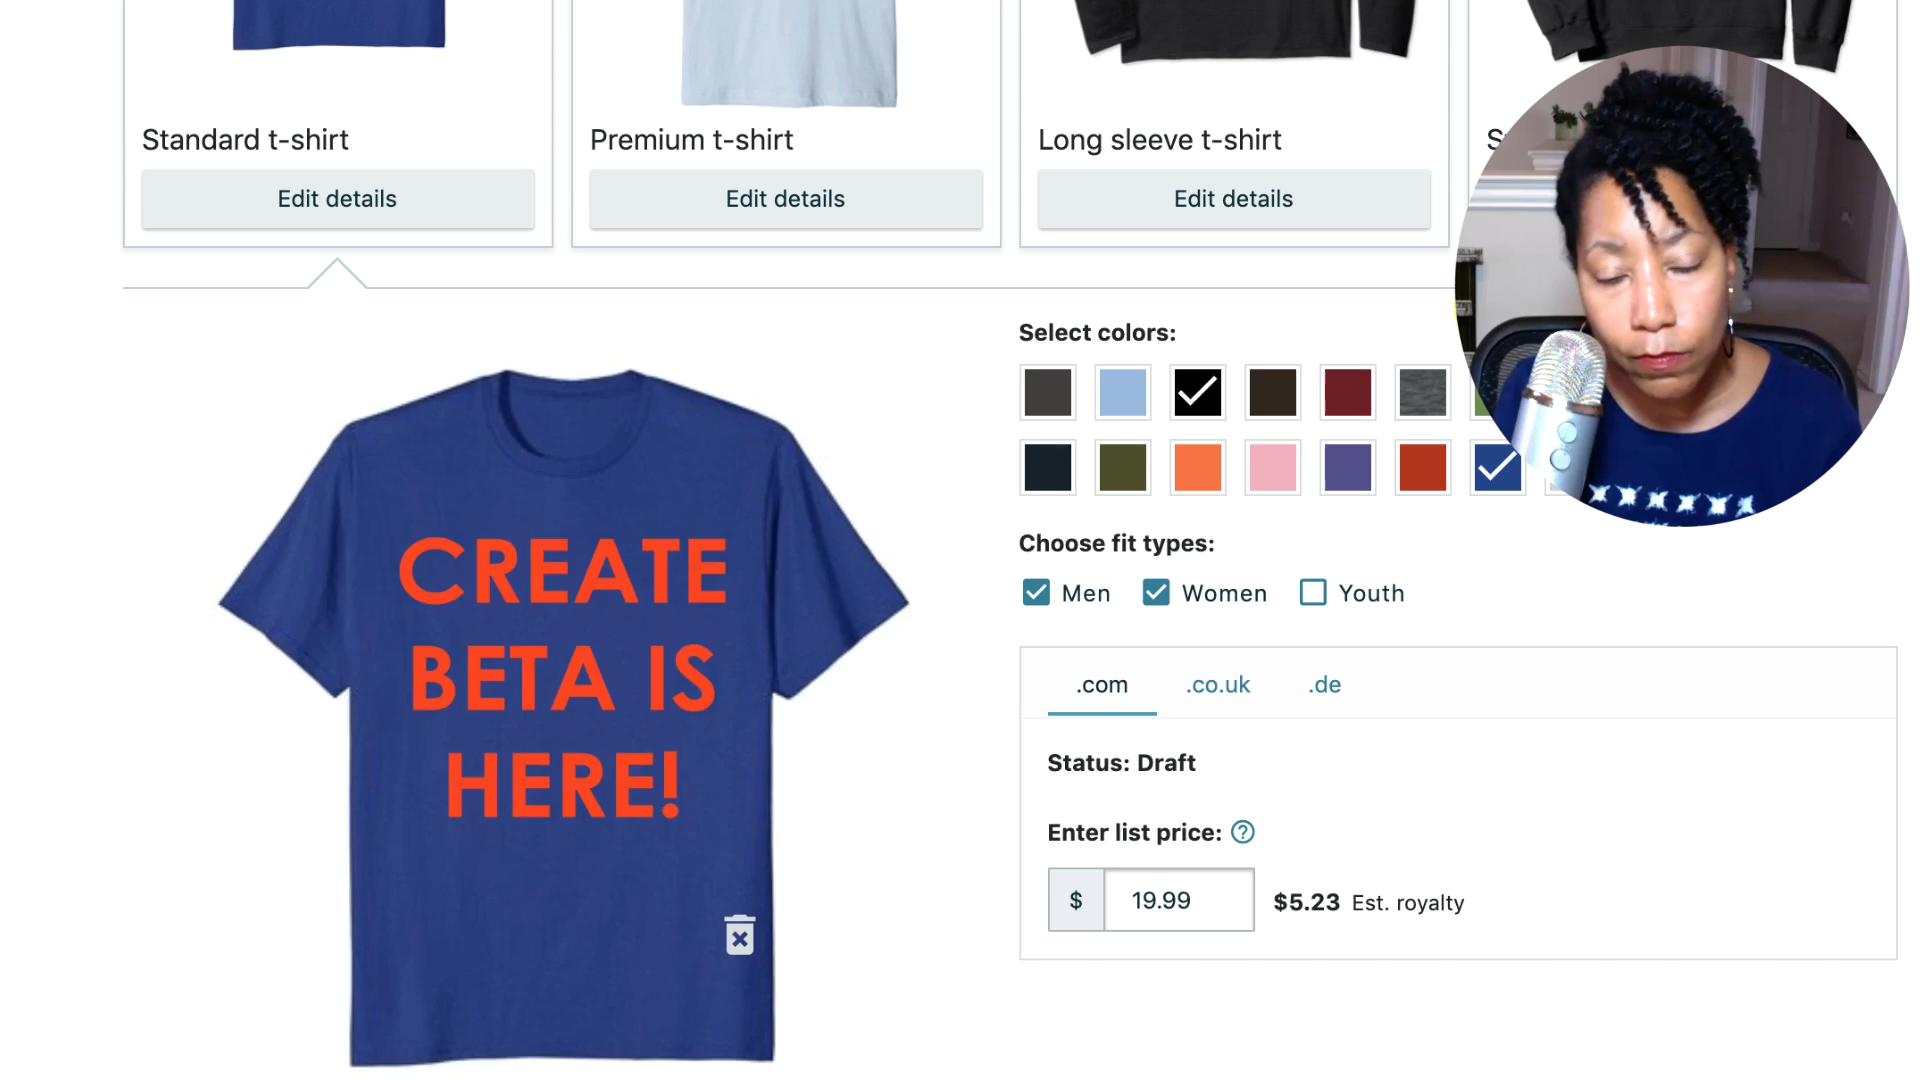 Standard t-shirt
Premium t-shirt
Long sleeve t-shirt
Edit details
Edit details
Edit details
Select colors:
CREATE
BETA IS
HERE!
Choose fit types:
Men
Women
Youth
.com
.co.uk
.de
Status: Draft
Enter list price: ?
$ 19.99
$5.23 Est. royalty